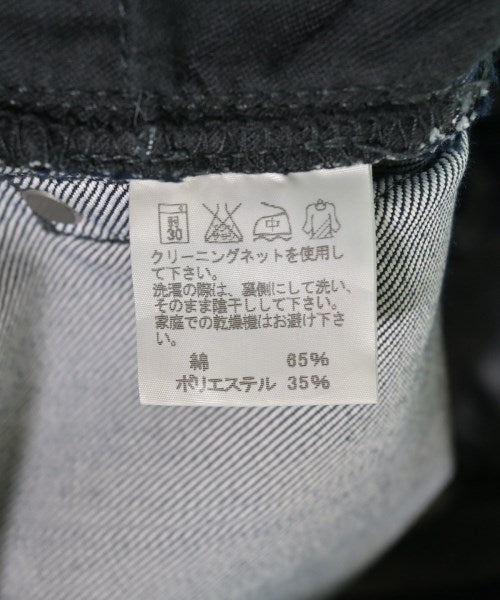 弱
30
クリーニングネットを使用し
て下さい。
洗濯の際は、裏側にして洗い、
そのまま陰干しして下さい。
家庭での乾燥機はお避け下さ
い。
綿 65%
ポリエステル 35%